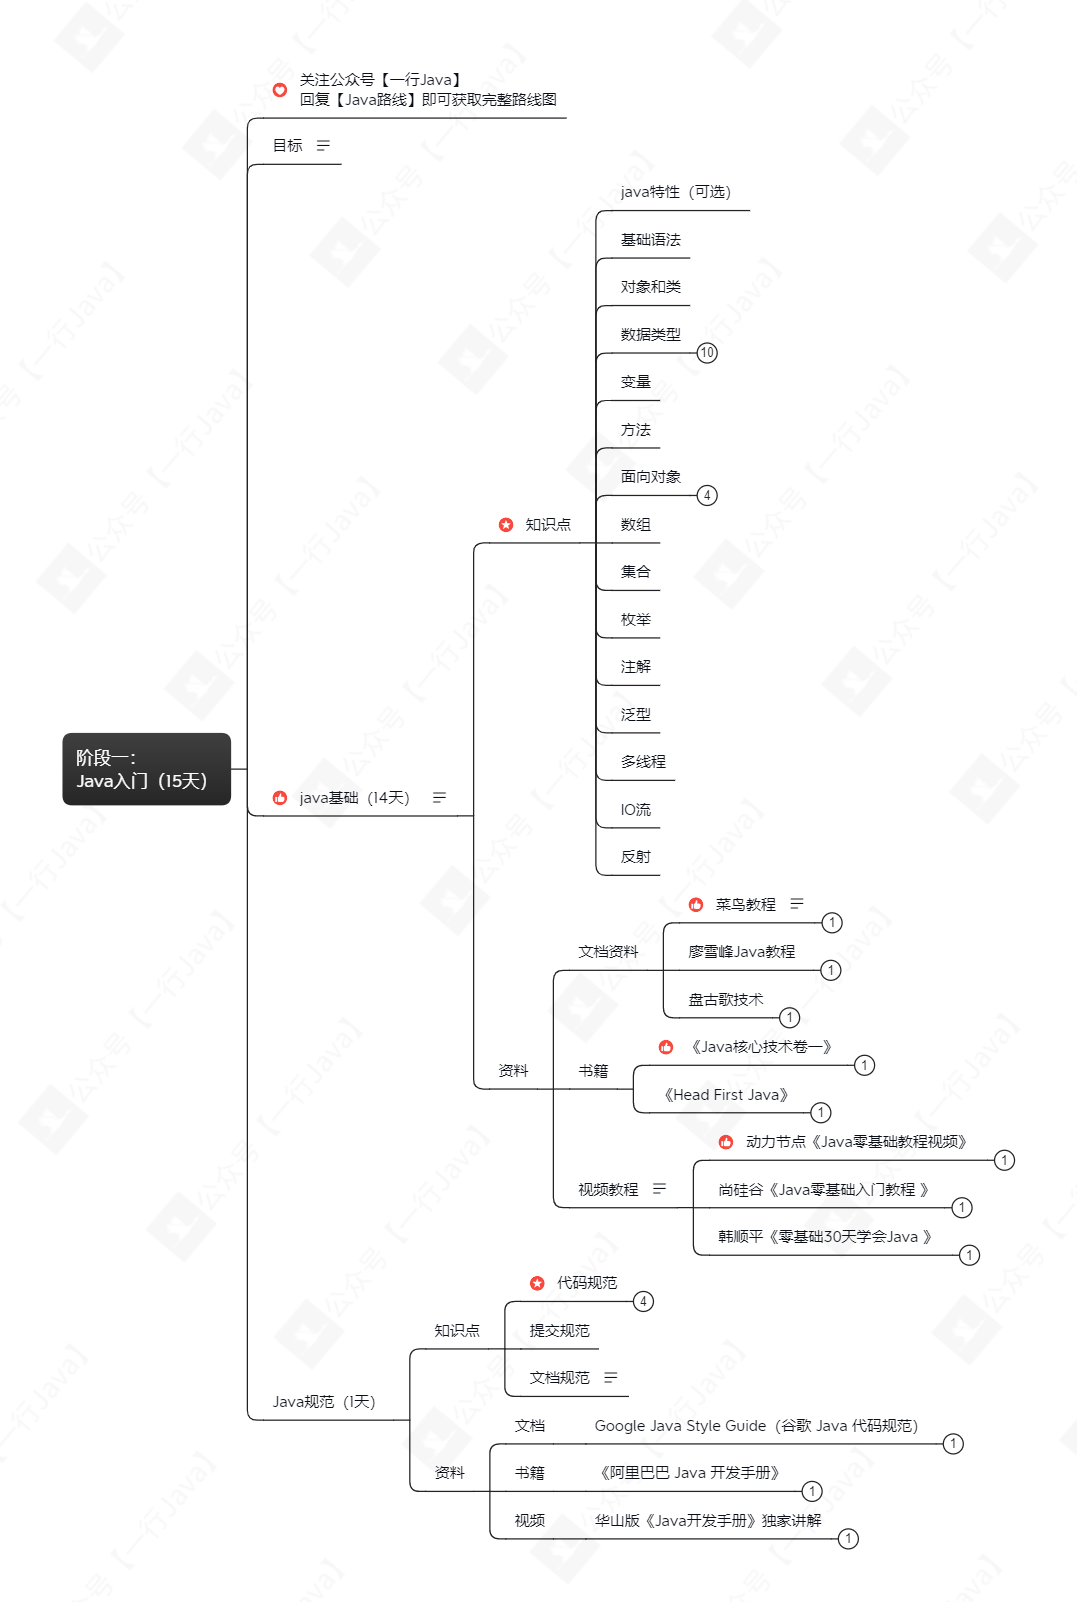 关注公众号【一行Java】
回复【Java路线】即可获取完整路线图
目标
java特性（可选）
基础语法
对象和类
数据类型
10
变量
方法
面向对象
4
知识点
数组
集合
枚举
注解
泛型
多线程
IO流
反射
阶段一：
Java入门（15天）
java基础（14天）
菜鸟教程
1
文档资料
廖雪峰Java教程
1
盘古歌技术
1
资料
书籍
《Java核心技术卷一》
1
《Head First Java》
1
视频教程
动力节点《Java零基础教程视频》
1
尚硅谷《Java零基础入门教程 》
1
韩顺平《零基础30天学会Java 》
1
Java规范（1天）
知识点
代码规范
4
提交规范
文档规范
资料
文档
Google Java Style Guide（谷歌 Java 代码规范）
1
书籍
《阿里巴巴 Java 开发手册》
1
视频
华山版《Java开发手册》独家讲解
1
公众号【一行Java】